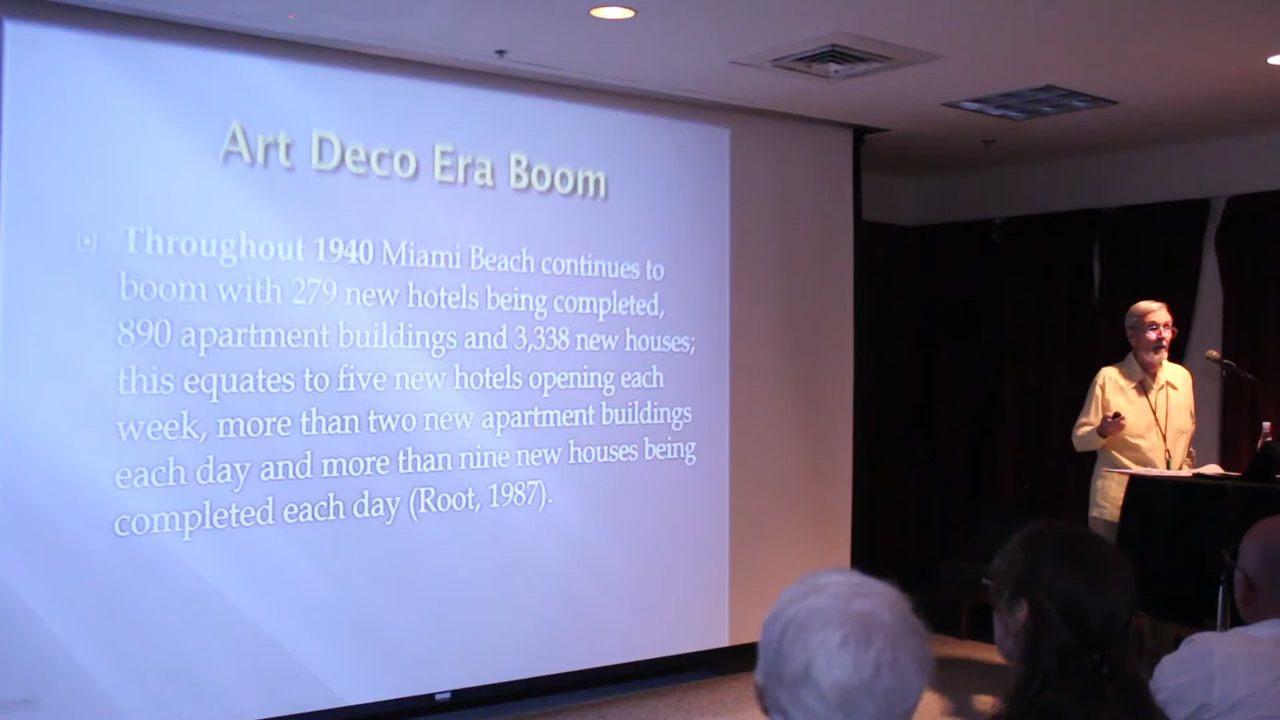 Art Deco Era Boom
Throughout 1940 Miami Beach continues to
boom with 279 new hotels being completed,
890 apartment buildings and 3,338 new houses;
this equates to five new hotels opening each
week, more than two new apartment buildings
each day and more than nine new houses being
completed each day (Root, 1987).